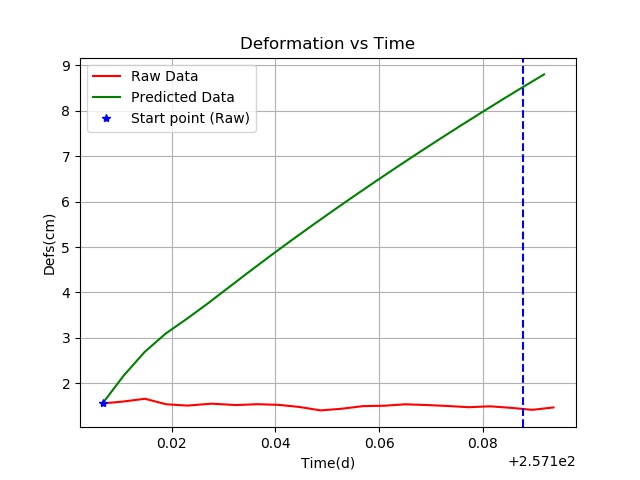 Deformation vs Time
Raw Data
Predicted Data
Start point (Raw)
9
8
7
6
5
4
3
2
Defs(cm)
0.02
0.04
0.06
0.08
Time(d)
+2.571e2